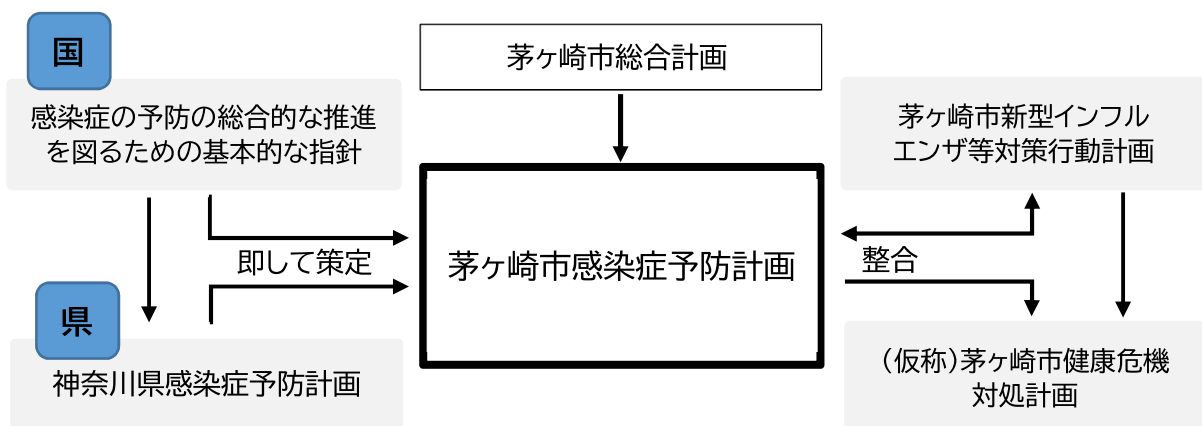 国
感染症の予防の総合的な推進
を図るための基本的な指針
即して策定
県
神奈川県感染症予防計画
茅ヶ崎市総合計画
茅ヶ崎市感染症予防計画
茅ヶ崎市新型インフル
エンザ等対策行動計画
整合
（仮称）茅ヶ崎市健康危機
対処計画